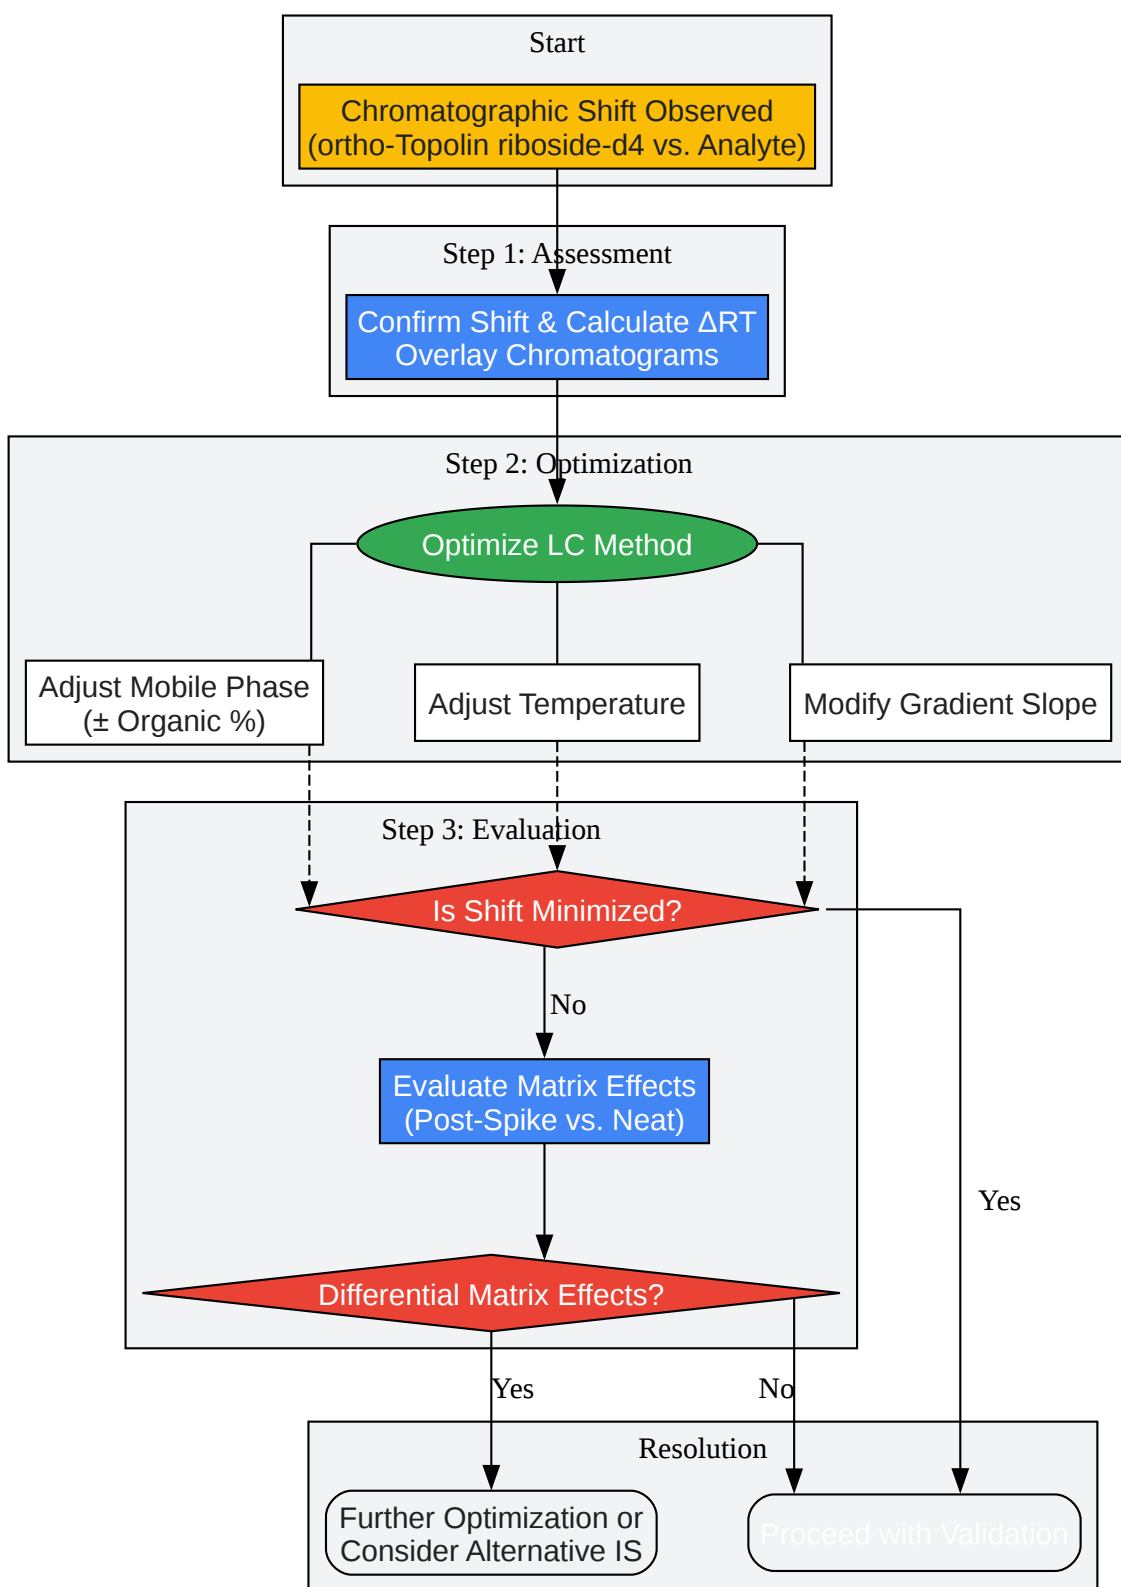 Start
Chromatographic Shift Observed
(ortho-Topolin riboside-d4 vs. Analyte)
Step 1: Assessment
Confirm Shift & Calculate ΔRT
Overlay Chromatograms
Step 2: Optimization
Optimize LC Method
Adjust Mobile Phase
(± Organic %)
Adjust Temperature
Modify Gradient Slope
Step 3: Evaluation
Is Shift Minimized?
No
Evaluate Matrix Effects
(Post-Spike vs. Neat)
Yes
Differential Matrix Effects?
Yes
No
Resolution
Further Optimization or
Consider Alternative IS
Proceed with Validation